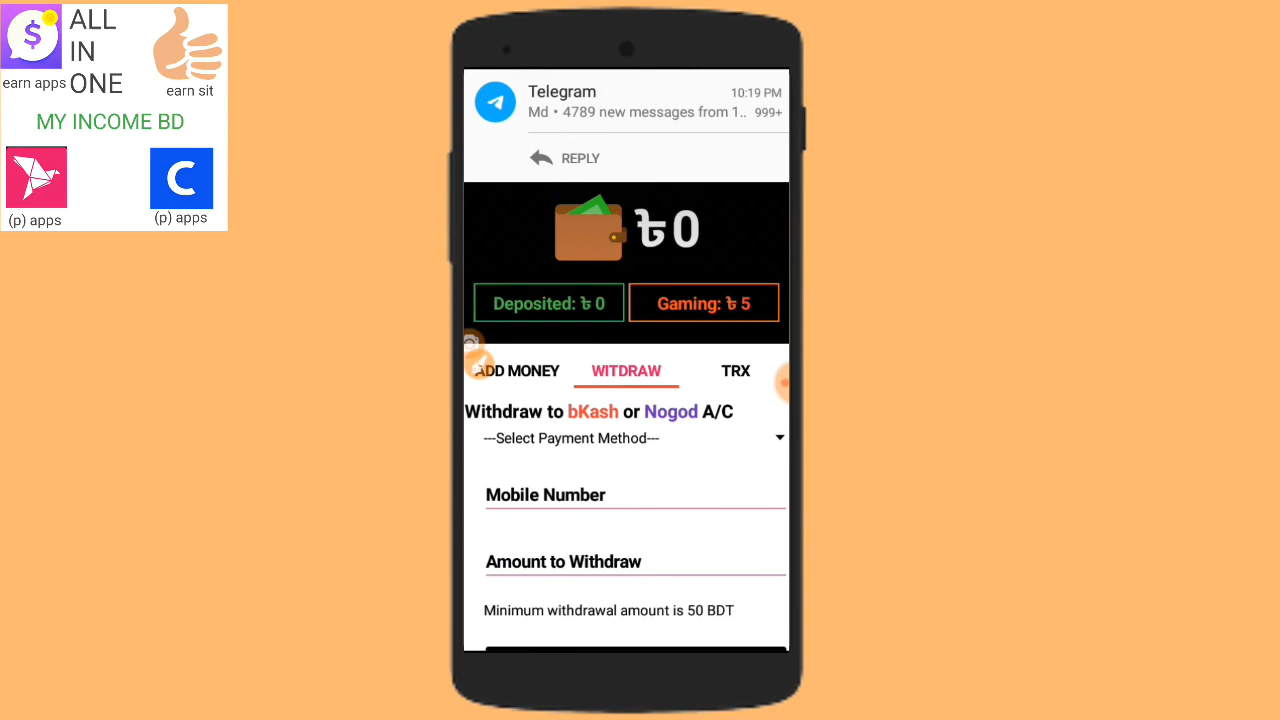 ALL
IN
ONE
earn apps
earn sit
MY INCOME BD
(p) apps
(p) apps
Telegram
10:19 PM
Md • 4789 new messages from 1..
999+
REPLY
৳ 0
Deposited: ৳ 0
Gaming: ৳ 5
ADD MONEY
WITDRAW
TRX
Withdraw to bKash or Nogod A/C
---Select Payment Method---
Mobile Number
Amount to Withdraw
Minimum withdrawal amount is 50 BDT